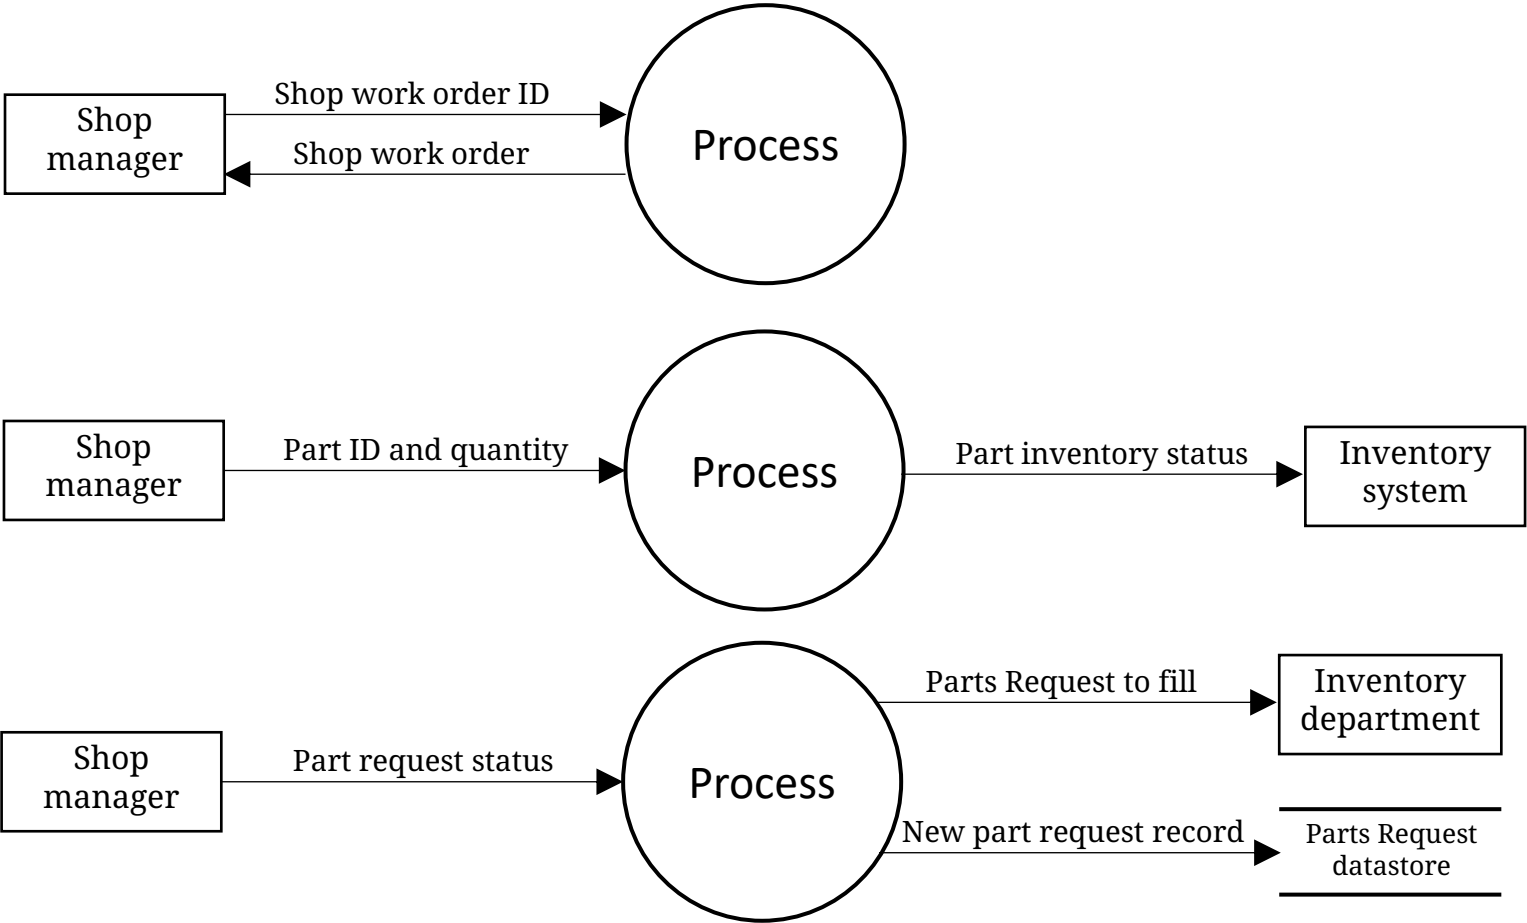 Shop work order ID
Shop
manager
Process
Shop work order
Shop
manager
Part ID and quantity
Process
Part inventory status
Inventory
system
Parts Request to fill
Inventory
department
Shop
manager
Part request status
Process
New part request record
Parts Request
datastore